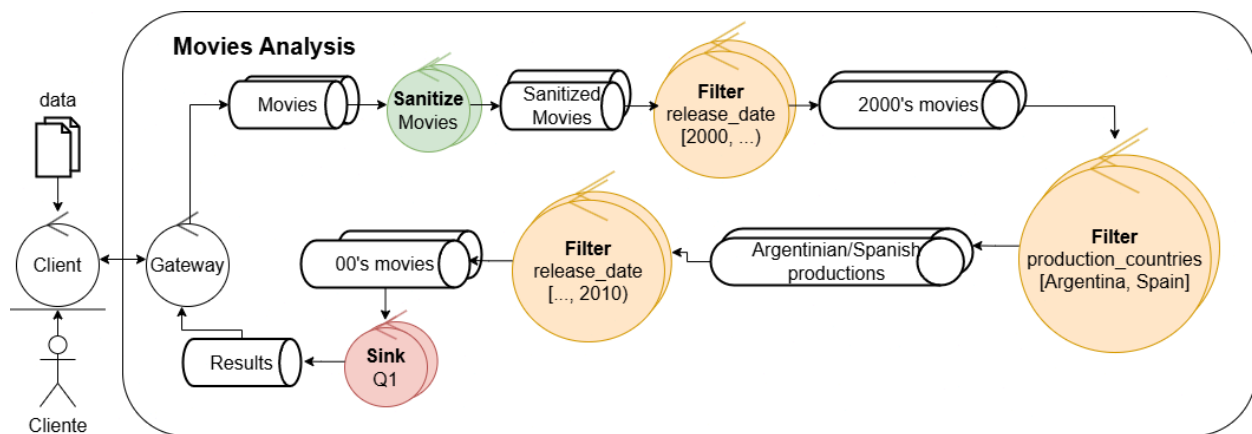 Movies Analysis
data
Movies
Sanitize
Movies
Sanitized
Movies
Filter
release_date
[2000, ...)
2000's movies
Client
Gateway
00's movies
Filter
release_date
[..., 2010)
Argentinian/Spanish
productions
Filter
production_countries
[Argentina, Spain]
Results
Sink
Q1
Cliente